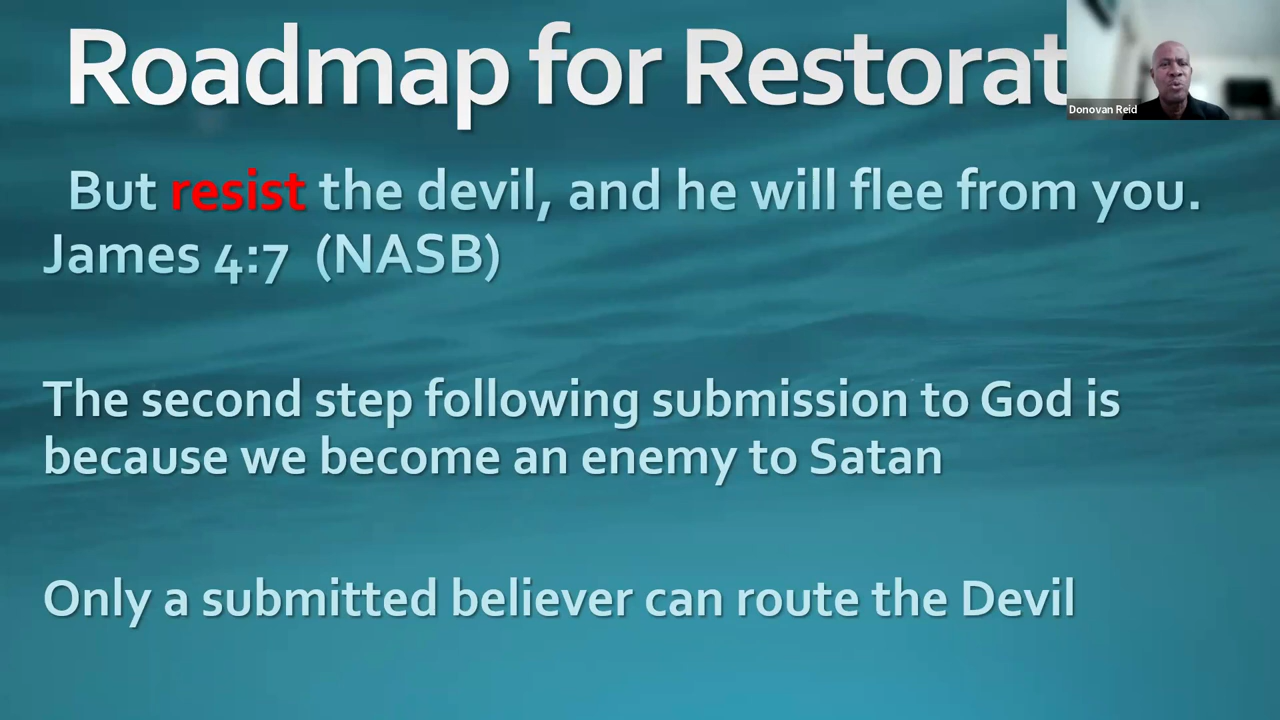 Roadmap for Restorat
Donovan Reid
But resist the devil, and he will flee from you.
James 4:7 (NASB)
The second step following submission to God is
because we become an enemy to Satan
Only a submitted believer can route the Devil